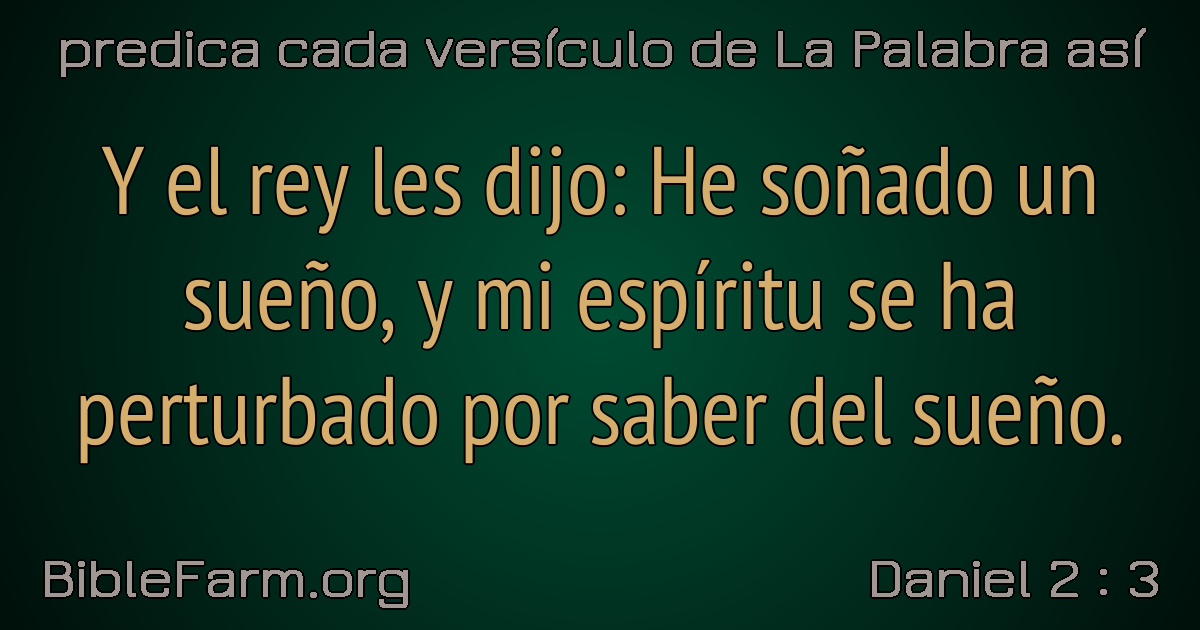 predica cada versículo de La Palabra así
Y el rey les dijo: He soñado un
sueño, y mi espíritu se ha
perturbado por saber del sueño.
BibleFarm.org
Daniel 2 : 3